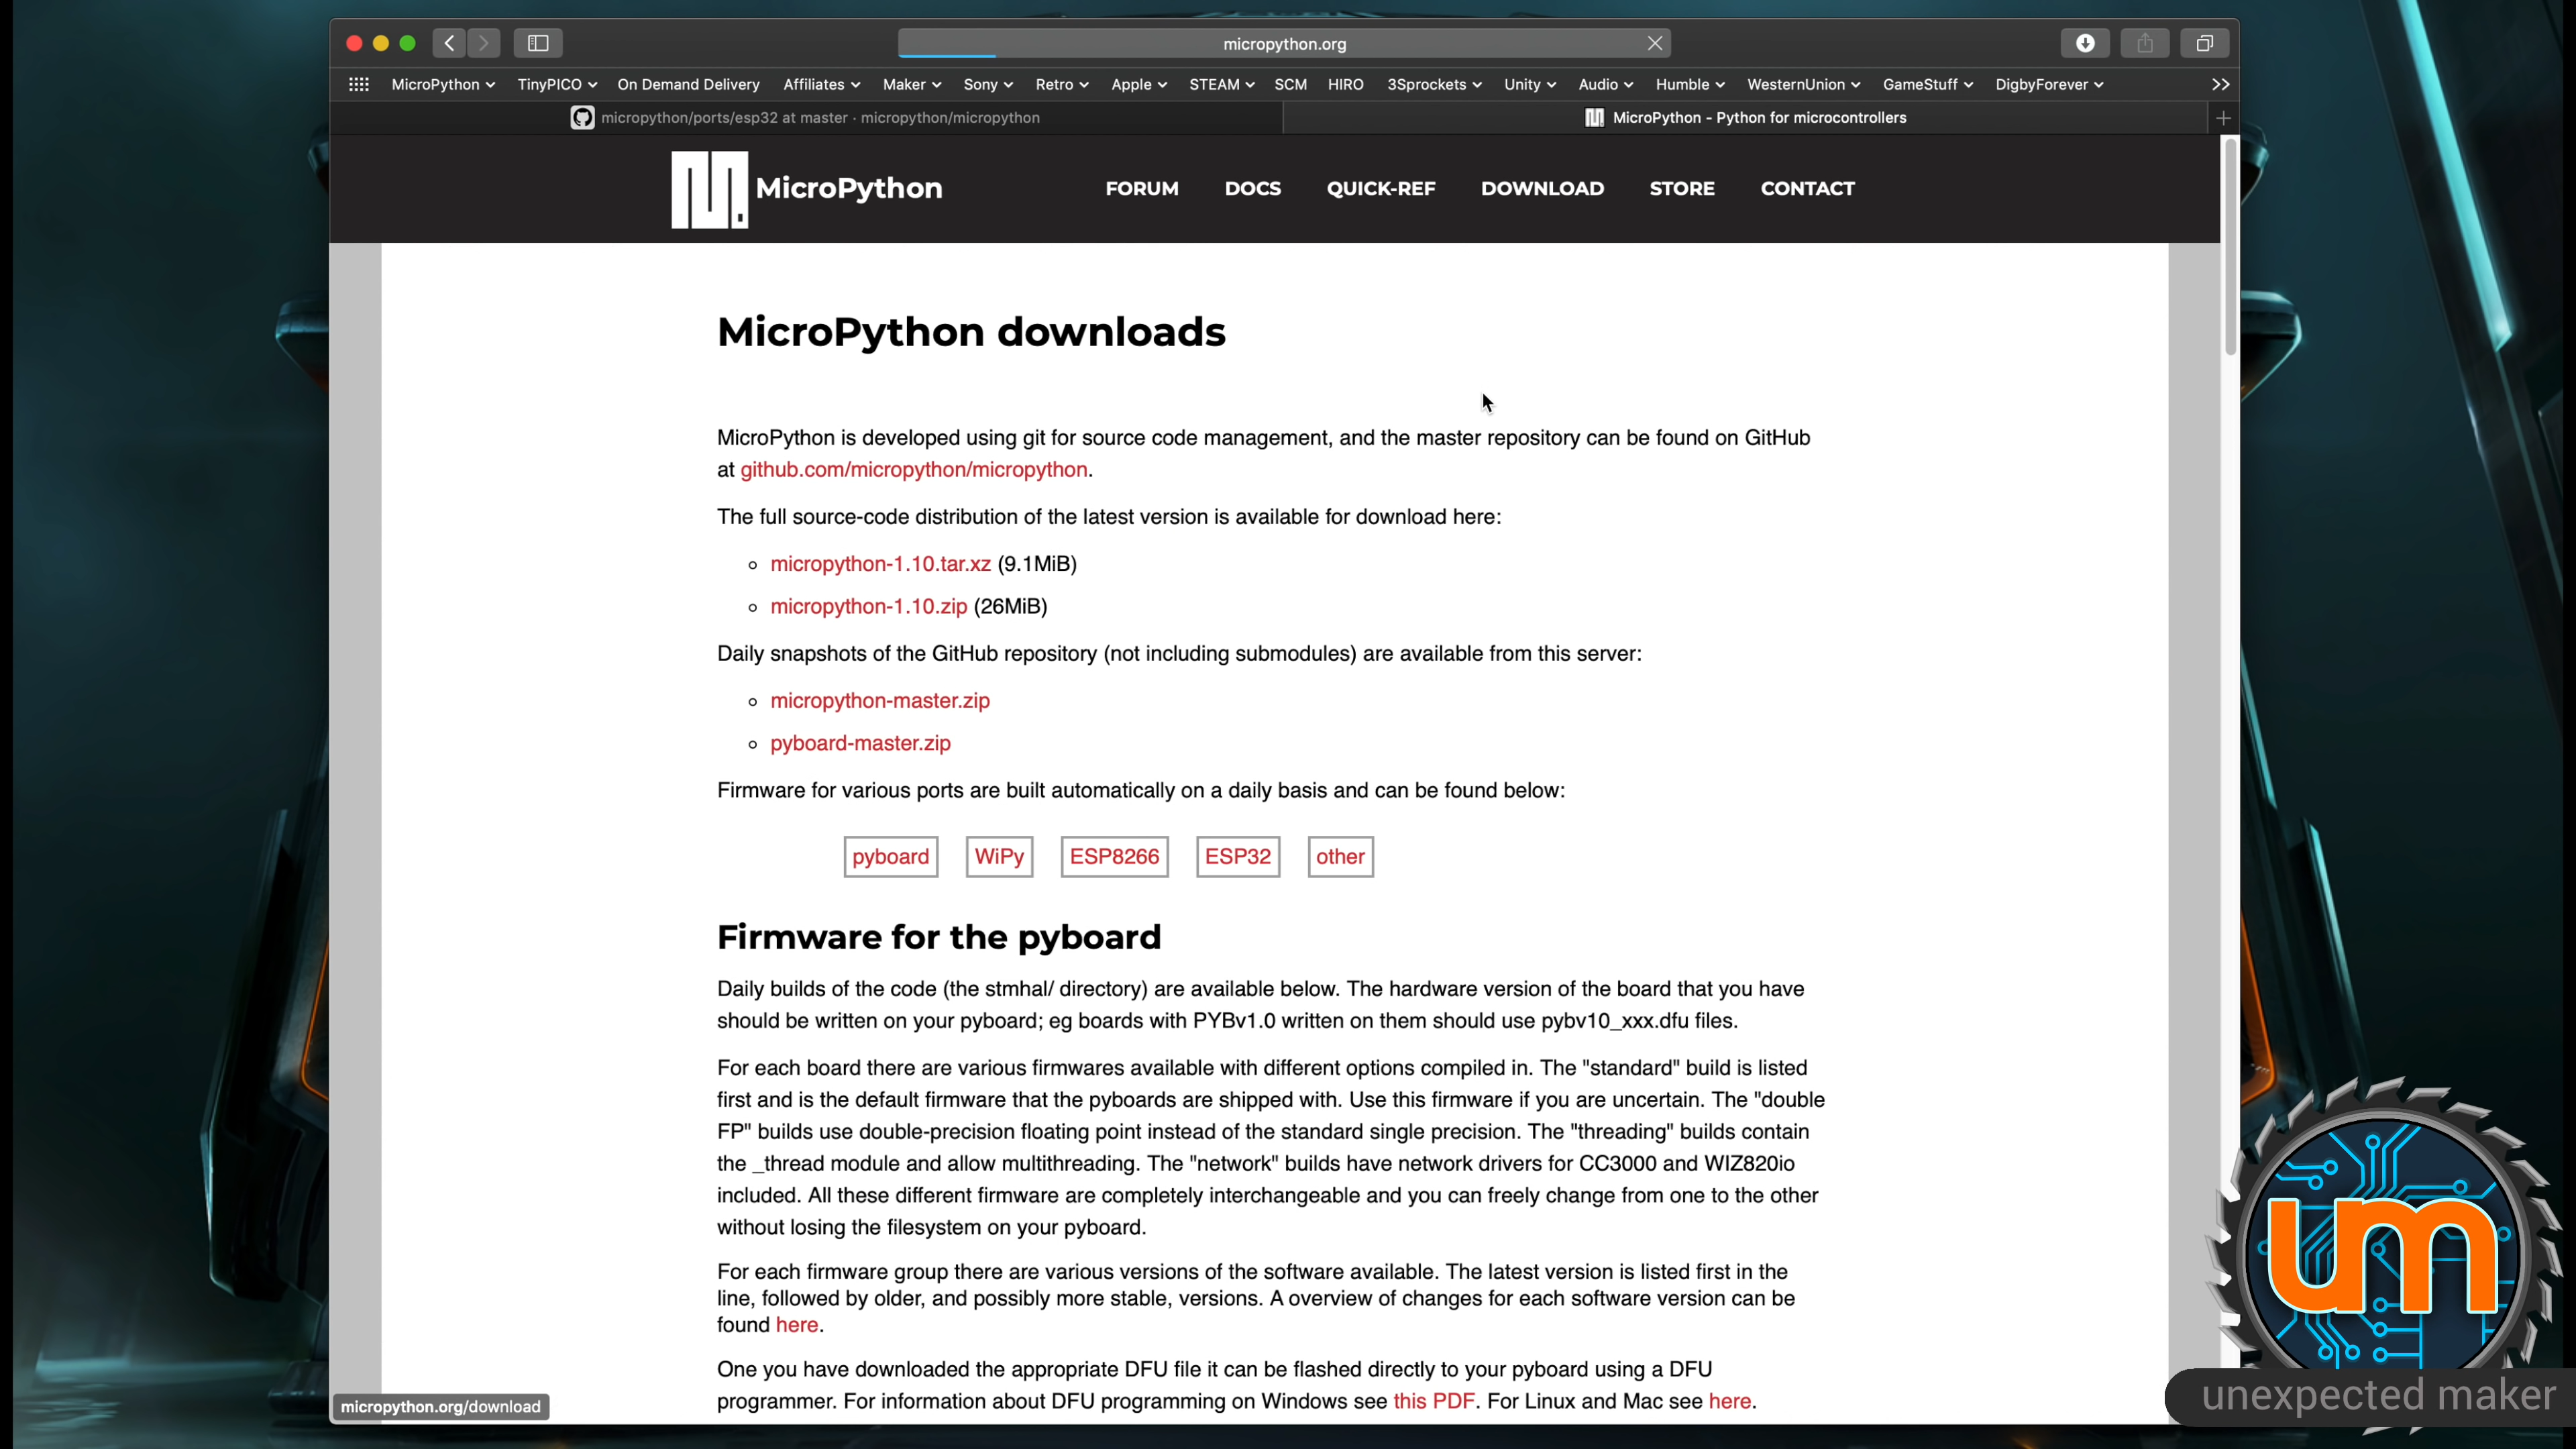 micropython.org
MicroPython TinyPICO On Demand Delivery Affiliates Maker Sony Retro Apple STEAM SCM HIRO 3Sprockets Unity Audio Humble WesternUnion GameStuff DigbyForever
micropython/ports/esp32 at master · micropython/micropython
MicroPython - Python for microcontrollers
MicroPython FORUM DOCS QUICK-REF DOWNLOAD STORE CONTACT
MicroPython downloads
MicroPython is developed using git for source code management, and the master repository can be found on GitHub
at github.com/micropython/micropython.
The full source-code distribution of the latest version is available for download here:
micropython-1.10.tar.xz (9.1MiB)
micropython-1.10.zip (26MiB)
Daily snapshots of the GitHub repository (not including submodules) are available from this server:
micropython-master.zip
pyboard-master.zip
Firmware for various ports are built automatically on a daily basis and can be found below:
pyboard WiPy ESP8266 ESP32 other
Firmware for the pyboard
Daily builds of the code (the stmhal/ directory) are available below. The hardware version of the board that you have
should be written on your pyboard; eg boards with PYBv1.0 written on them should use pybv10_xxx.dfu files.
For each board there are various firmwares available with different options compiled in. The "standard" build is listed
first and is the default firmware that the pyboards are shipped with. Use this firmware if you are uncertain. The "double
FP" builds use double-precision floating point instead of the standard single precision. The "threading" builds contain
the _thread module and allow multithreading. The "network" builds have network drivers for CC3000 and WIZ820io
included. All these different firmware are completely interchangeable and you can freely change from one to the other
without losing the filesystem on your pyboard.
For each firmware group there are various versions of the software available. The latest version is listed first in the
line, followed by older, and possibly more stable, versions. A overview of changes for each software version can be
found here.
One you have downloaded the appropriate DFU file it can be flashed directly to your pyboard using a DFU
programmer. For information about DFU programming on Windows see this PDF. For Linux and Mac see here.
micropython.org/download
um
unexpected maker